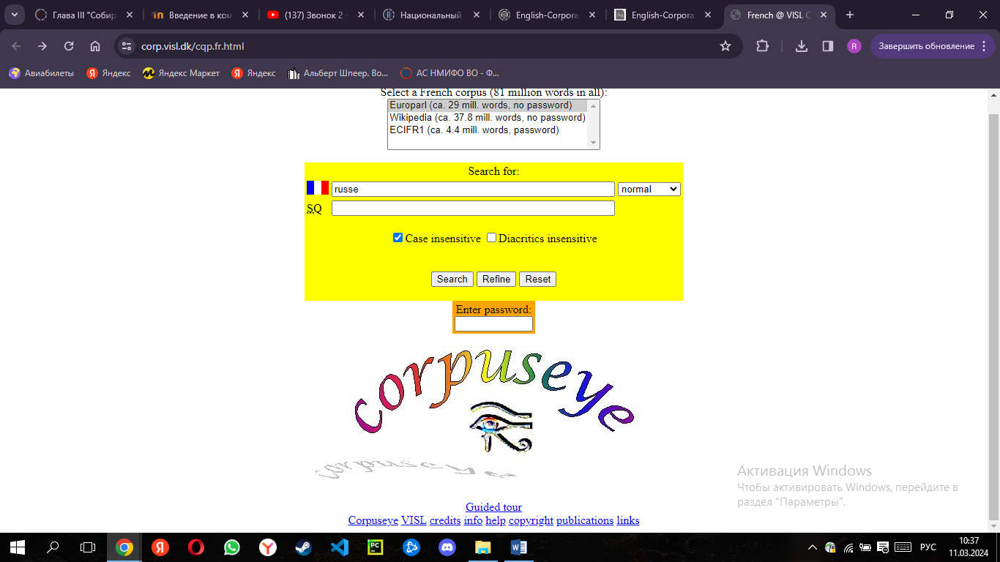 Глава III "Собир
Введение в ком
(137) Звонок 2 -
Национальный
English-Corpora
English-Corpora
French @ VISL C
corp.visl.dk/cqp.fr.html
R
Завершить обновление
Авиабилеты
Яндекс
Яндекс Маркет
Яндекс
Альберт Шпеер. Во...
АС НМИФО ВО - Ф...
Select a French corpus (81 million words in all):
Europarl (ca. 29 mill. words, no password)
Wikipedia (ca. 37.8 mill. words, no password)
ECIFR1 (ca. 4.4 mill. words, password)
Search for:
russe
normal
SQ
Case insensitive Diacritics insensitive
Search Refine Reset
Enter password:
corpuseye
corpuseye
Активация Windows
Чтобы активировать Windows, перейдите в
раздел "Параметры".
Guided tour
Corpuseye VISL credits info help copyright publications links
РУС
10:37
11.03.2024